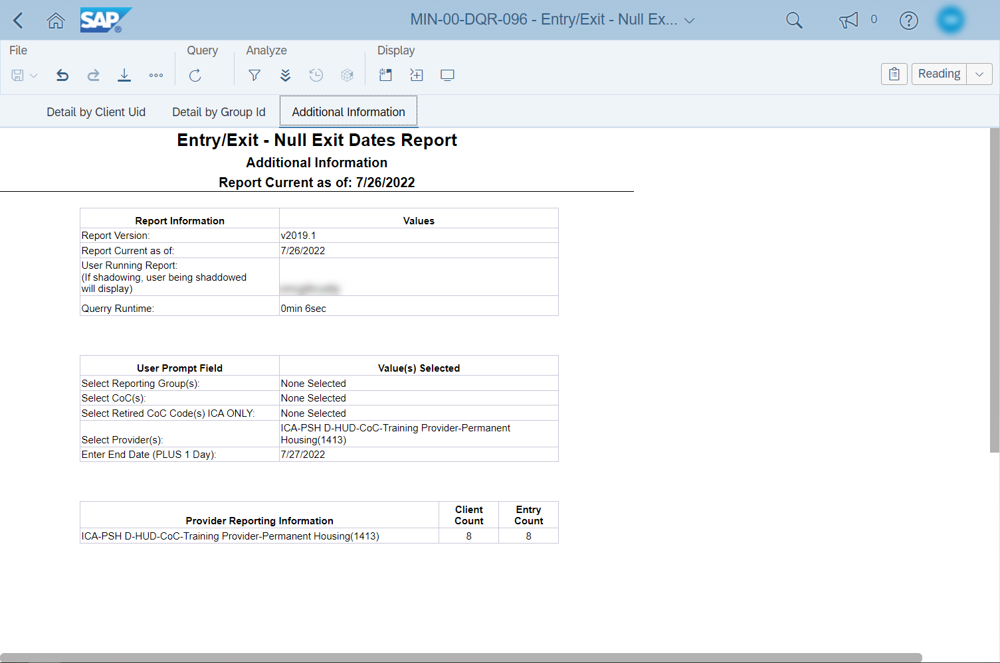 SAP
MIN-00-DQR-096 - Entry/Exit - Null Ex...
0
File
Query
Analyze
Display
Reading
Detail by Client Uid
Detail by Group Id
Additional Information
Entry/Exit - Null Exit Dates Report
Additional Information
Report Current as of: 7/26/2022
Report Information Values
Report Version: v2019.1
Report Current as of: 7/26/2022
User Running Report:
(If shadowing, user being shaddowed
will display)
Querry Runtime: 0min 6sec
User Prompt Field Value(s) Selected
Select Reporting Group(s): None Selected
Select CoC(s): None Selected
Select Retired CoC Code(s) ICA ONLY: None Selected
Select Provider(s): ICA-PSH D-HUD-CoC-Training Provider-Permanent
Housing(1413)
Enter End Date (PLUS 1 Day): 7/27/2022
Provider Reporting Information Client Count Entry Count
ICA-PSH D-HUD-CoC-Training Provider-Permanent Housing(1413) 8 8